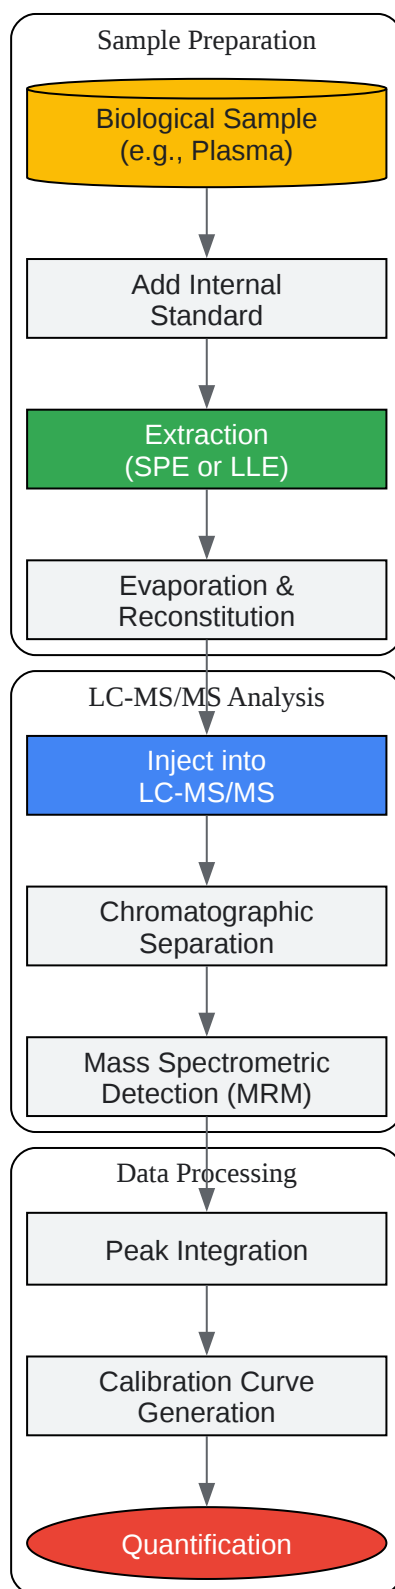 Sample Preparation
Biological Sample
(e.g., Plasma)
Add Internal
Standard
Extraction
(SPE or LLE)
Evaporation &
Reconstitution
LC-MS/MS Analysis
Inject into
LC-MS/MS
Chromatographic
Separation
Mass Spectrometric
Detection (MRM)
Data Processing
Peak Integration
Calibration Curve
Generation
Quantification